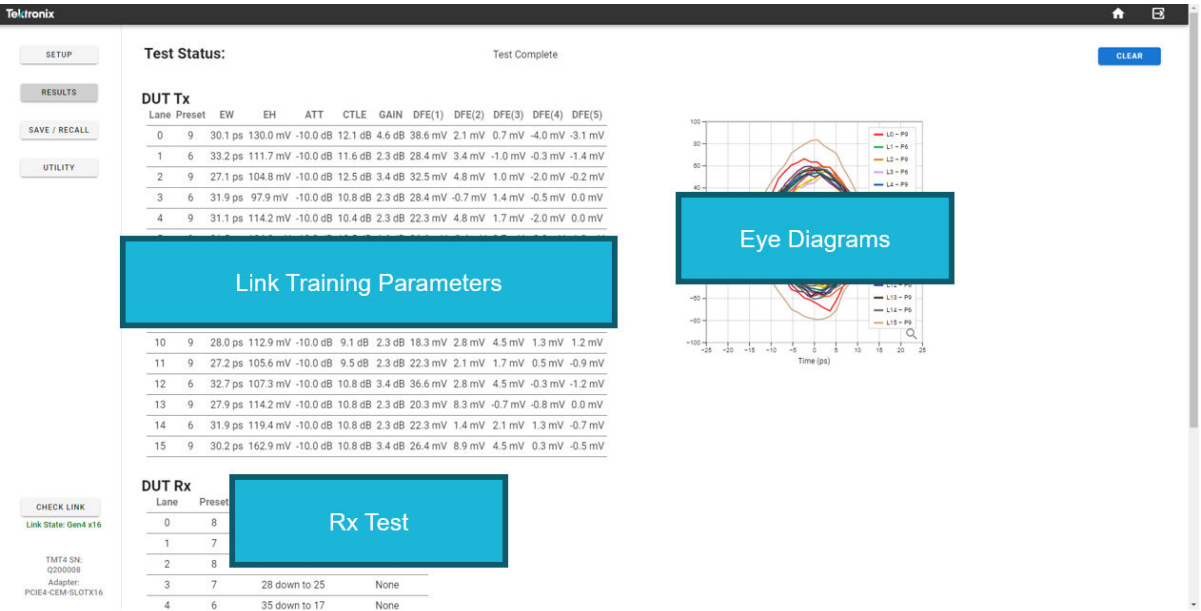 Tektronix
SETUP
RESULTS
SAVE / RECALL
UTILITY
CHECK LINK
Link State: Gen4 x16
TMT4 SN:
Q200008
Adapter:
PCIE4-CEM-SLOTX16
Test Status:
Test Complete
CLEAR
DUT Tx
Lane Preset EW EH ATT CTLE GAIN DFE(1) DFE(2) DFE(3) DFE(4) DFE(5)
0 9 30.1 ps 130.0 mV -10.0 dB 12.1 dB 4.6 dB 38.6 mV 2.1 mV 0.7 mV -4.0 mV -3.1 mV
1 6 33.2 ps 111.7 mV -10.0 dB 11.6 dB 2.3 dB 28.4 mV 3.4 mV -1.0 mV -0.3 mV -1.4 mV
2 9 27.1 ps 104.8 mV -10.0 dB 12.5 dB 3.4 dB 32.5 mV 4.8 mV 1.0 mV -2.0 mV -0.2 mV
3 6 31.9 ps 97.9 mV -10.0 dB 10.8 dB 2.3 dB 28.4 mV -0.7 mV 1.4 mV -0.5 mV 0.0 mV
4 9 31.1 ps 114.2 mV -10.0 dB 10.4 dB 2.3 dB 22.3 mV 4.8 mV 1.7 mV -2.0 mV 0.0 mV
Link Training Parameters
10 9 28.0 ps 112.9 mV -10.0 dB 9.1 dB 2.3 dB 18.3 mV 2.8 mV 4.5 mV 1.3 mV 1.2 mV
11 9 27.2 ps 105.6 mV -10.0 dB 9.5 dB 2.3 dB 22.3 mV 2.1 mV 1.7 mV 0.5 mV -0.9 mV
12 6 32.7 ps 107.3 mV -10.0 dB 10.8 dB 3.4 dB 36.6 mV 2.8 mV 4.5 mV -0.3 mV -1.2 mV
13 9 27.9 ps 114.2 mV -10.0 dB 10.8 dB 2.3 dB 20.3 mV 8.3 mV -0.7 mV -0.8 mV 0.0 mV
14 6 31.9 ps 119.4 mV -10.0 dB 10.8 dB 2.3 dB 22.3 mV 1.4 mV 2.1 mV 1.3 mV -0.7 mV
15 9 30.2 ps 162.9 mV -10.0 dB 10.8 dB 3.4 dB 26.4 mV 8.9 mV 4.5 mV 0.3 mV -0.5 mV
DUT Rx
Lane Preset
0 8
1 7
2 8
Rx Test
3 7 28 down to 25 None
4 6 35 down to 17 None
100
80
60
40
L0 - P9
L1 - P6
L2 - P9
L3 - P6
L4 - P9
Eye Diagrams
L12 - P6
L13 - P9
L14 - P6
L15 - P9
-60
-80
-100
-25 -20 -15 -10 -5 0 5 10 15 20 25
Time (ps)